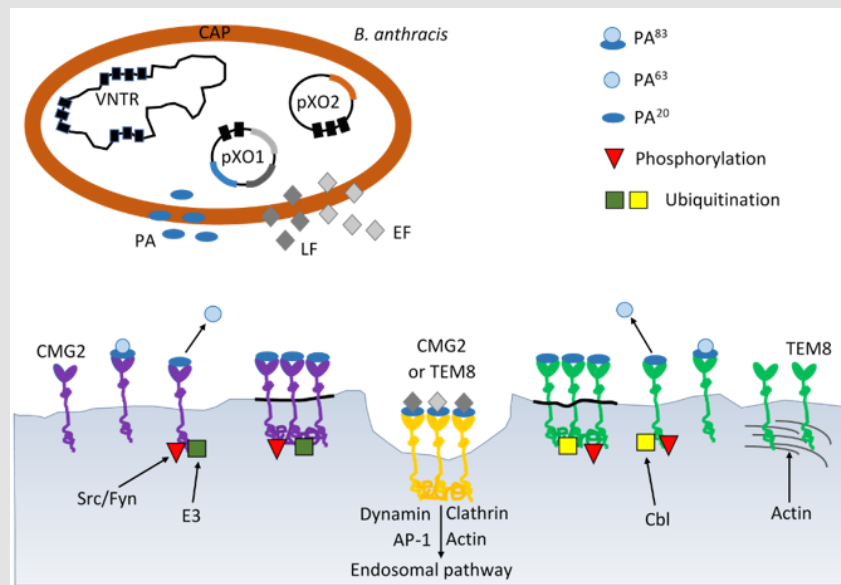 CAP
B. anthracis
VNTR
pXO2
pXO1
PA
LF
EF
PA83
PA63
PA20
Phosphorylation
Ubiquitination
CMG2
CMG2
or TEM8
TEM8
Src/Fyn
E3
Dynamin Clathrin
AP-1 Actin
Endosomal pathway
Cbl
Actin